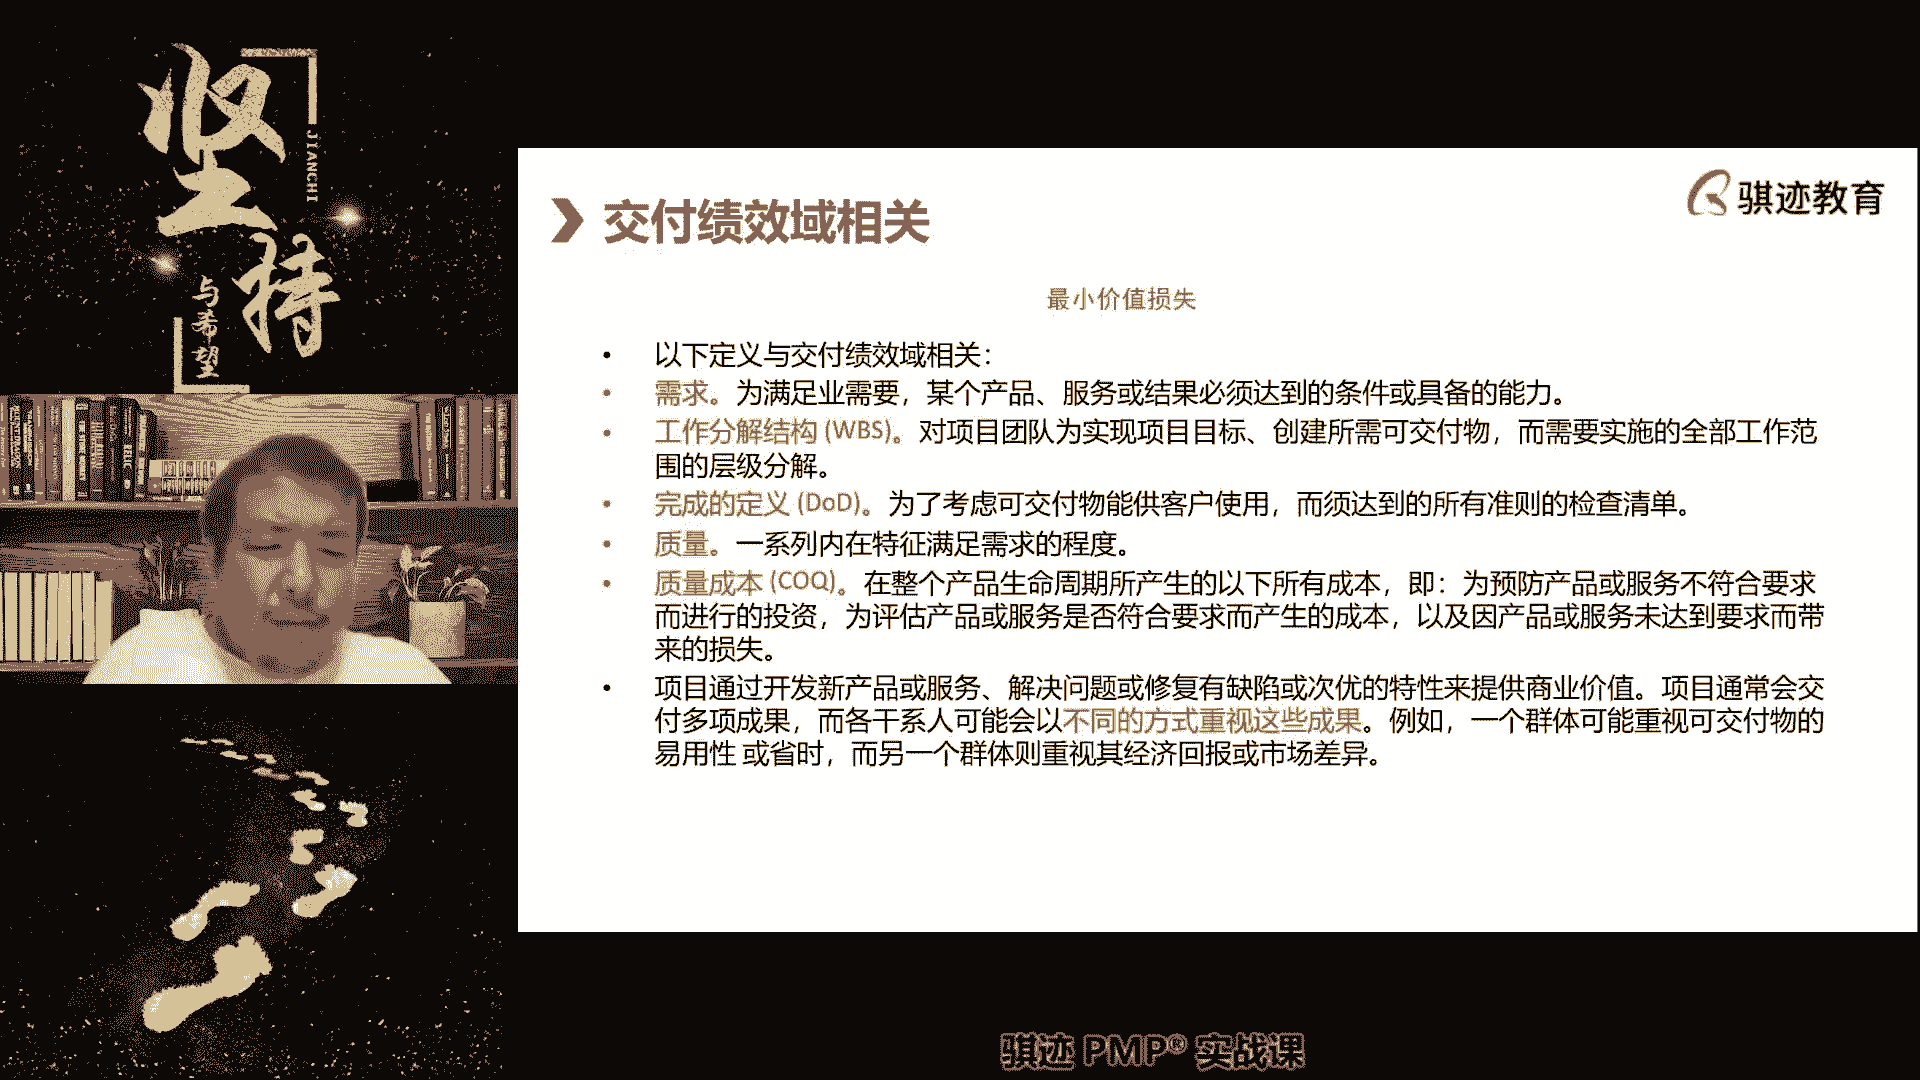 坚持
JIANCHI
与希望
骐迹教育
交付绩效域相关
最小价值损失
• 以下定义与交付绩效域相关：
• 需求。为满足业需要，某个产品、服务或结果必须达到的条件或具备的能力。
• 工作分解结构 (WBS)。对项目团队为实现项目目标、创建所需可交付物，而需要实施的全部工作范
围的层级分解。
• 完成的定义 (DoD)。为了考虑可交付物能供客户使用，而须达到的所有准则的检查清单。
• 质量。一系列内在特征满足需求的程度。
• 质量成本 (COQ)。在整个产品生命周期所产生的以下所有成本，即：为预防产品或服务不符合要求
而进行的投资，为评估产品或服务是否符合要求而产生的成本，以及因产品或服务未达到要求而带
来的损失。
• 项目通过开发新产品或服务、解决问题或修复有缺陷或次优的特性来提供商业价值。项目通常会交
付多项成果，而各干系人可能会以不同的方式重视这些成果。例如，一个群体可能重视可交付物的
易用性 或省时，而另一个群体则重视其经济回报或市场差异。
骐迹 PMP® 实战课